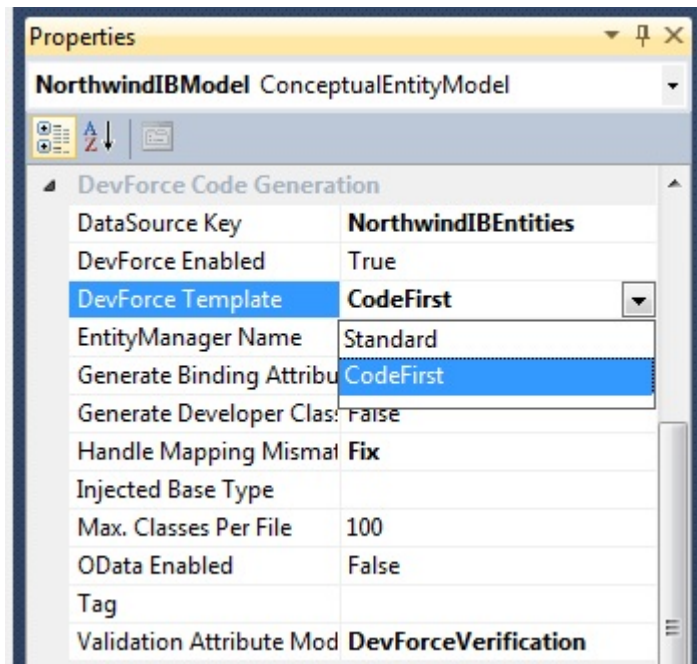 Properties
NorthwindIBModel ConceptualEntityModel
DevForce Code Generation
DataSource Key NorthwindIBEntities
DevForce Enabled True
DevForce Template CodeFirst
EntityManager Name Standard
Generate Binding Attribu CodeFirst
Generate Developer Clas: False
Handle Mapping Mismat Fix
Injected Base Type
Max. Classes Per File 100
OData Enabled False
Tag
Validation Attribute Mod DevForceVerification